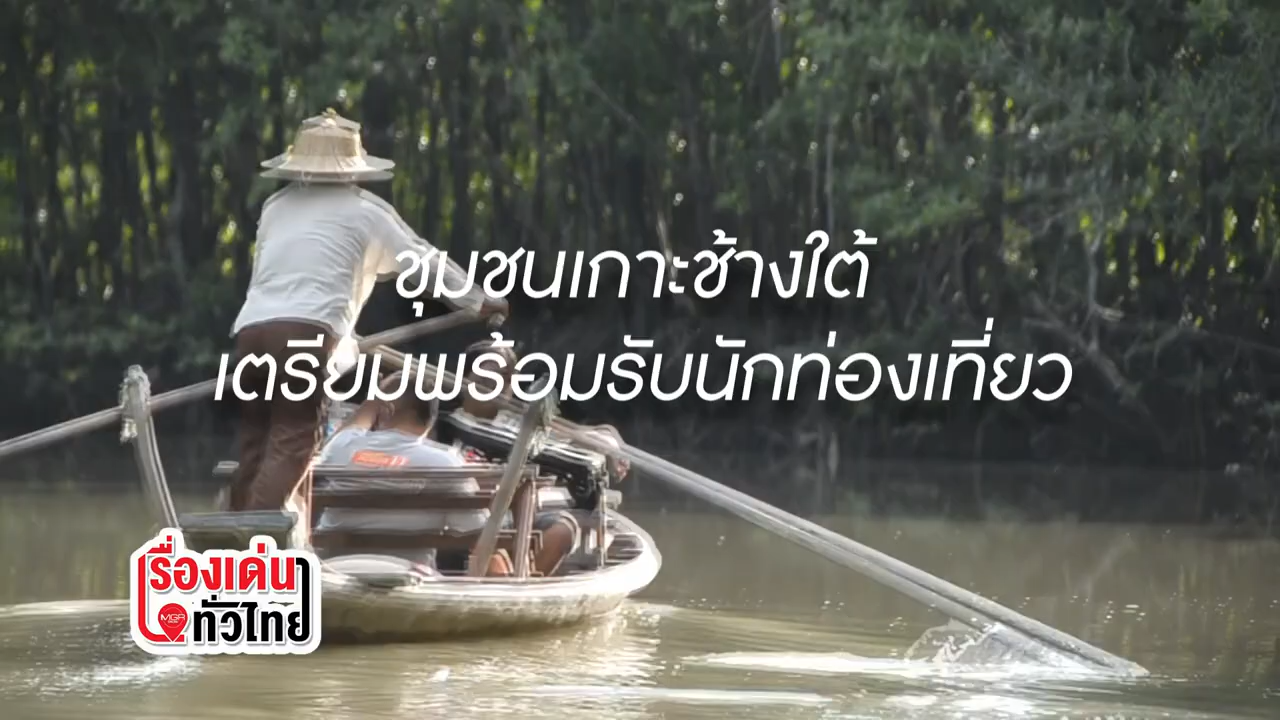 ชุมชนเกาะช้างใต้
เตรียมพร้อมรับนักท่องเที่ยว
เรื่องเด่น
ทั่วไทย
MGR